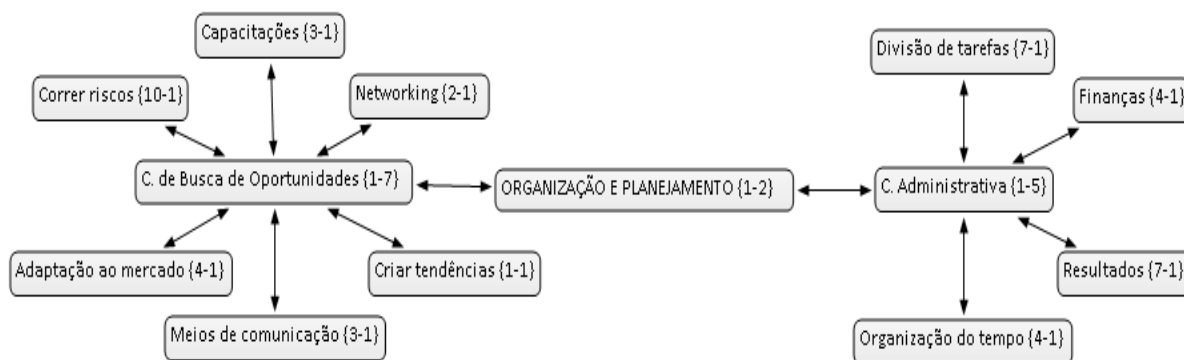 Capacitações {3-1}
Correr riscos {10-1}
Networking {2-1}
C. de Busca de Oportunidades {1-7}
Adaptação ao mercado {4-1}
Criar tendências {1-1}
Meios de comunicação {3-1}
ORGANIZAÇÃO E PLANEJAMENTO {1-2}
Divisão de tarefas {7-1}
Finanças {4-1}
C. Administrativa {1-5}
Resultados {7-1}
Organização do tempo {4-1}